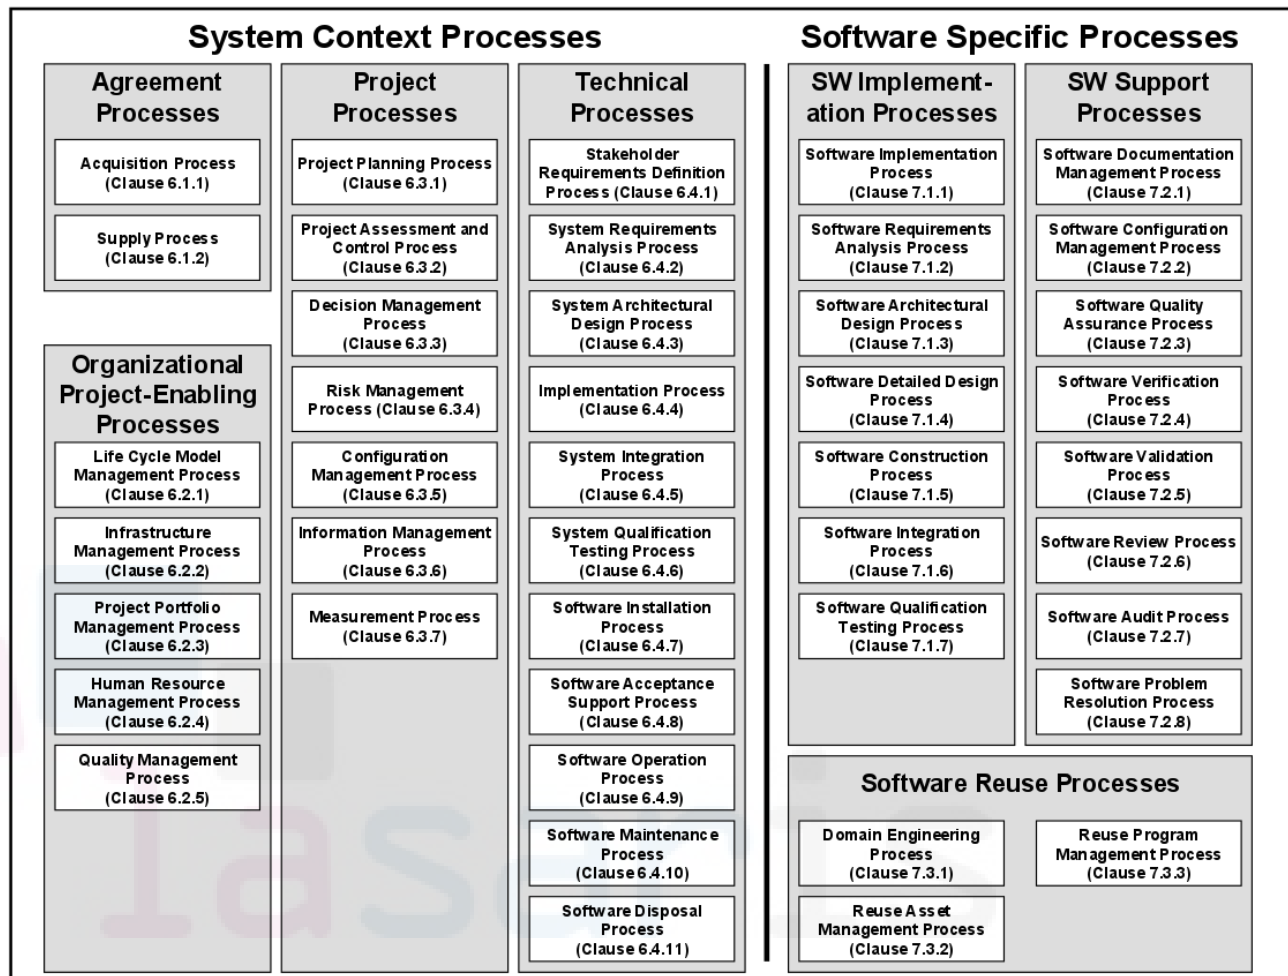 System Context Processes
Software Specific Processes
Agreement
Processes
Acquisition Process
(Clause 6.1.1)
Supply Process
(Clause 6.1.2)
Organizational
Project-Enabling
Processes
Life Cycle Model
Management Process
(Clause 6.2.1)
Infrastructure
Management Process
(Clause 6.2.2)
Project Portfolio
Management Process
(Clause 6.2.3)
Human Resource
Management Process
(Clause 6.2.4)
Quality Management
Process
(Clause 6.2.5)
Project
Processes
Project Planning Process
(Clause 6.3.1)
Project Assessment and
Control Process
(Clause 6.3.2)
Decision Management
Process
(Clause 6.3.3)
Risk Management
Process (Clause 6.3.4)
Configuration
Management Process
(Clause 6.3.5)
Information Management
Process
(Clause 6.3.6)
Measurement Process
(Clause 6.3.7)
Technical
Processes
Stakeholder
Requirements Definition
Process (Clause 6.4.1)
System Requirements
Analysis Process
(Clause 6.4.2)
System Architectural
Design Process
(Clause 6.4.3)
Implementation Process
(Clause 6.4.4)
System Integration
Process
(Clause 6.4.5)
System Qualification
Testing Process
(Clause 6.4.6)
Software Installation
Process
(Clause 6.4.7)
Software Acceptance
Support Process
(Clause 6.4.8)
Software Operation
Process
(Clause 6.4.9)
Software Maintenance
Process
(Clause 6.4.10)
Software Disposal
Process
(Clause 6.4.11)
SW Implement-
ation Processes
Software Implementation
Process
(Clause 7.1.1)
Software Requirements
Analysis Process
(Clause 7.1.2)
Software Architectural
Design Process
(Clause 7.1.3)
Software Detailed Design
Process
(Clause 7.1.4)
Software Construction
Process
(Clause 7.1.5)
Software Integration
Process
(Clause 7.1.6)
Software Qualification
Testing Process
(Clause 7.1.7)
SW Support
Processes
Software Documentation
Management Process
(Clause 7.2.1)
Software Configuration
Management Process
(Clause 7.2.2)
Software Quality
Assurance Process
(Clause 7.2.3)
Software Verification
Process
(Clause 7.2.4)
Software Validation
Process
(Clause 7.2.5)
Software Review Process
(Clause 7.2.6)
Software Audit Process
(Clause 7.2.7)
Software Problem
Resolution Process
(Clause 7.2.8)
Software Reuse Processes
Domain Engineering
Process
(Clause 7.3.1)
Reuse Asset
Management Process
(Clause 7.3.2)
Reuse Program
Management Process
(Clause 7.3.3)
lasaris